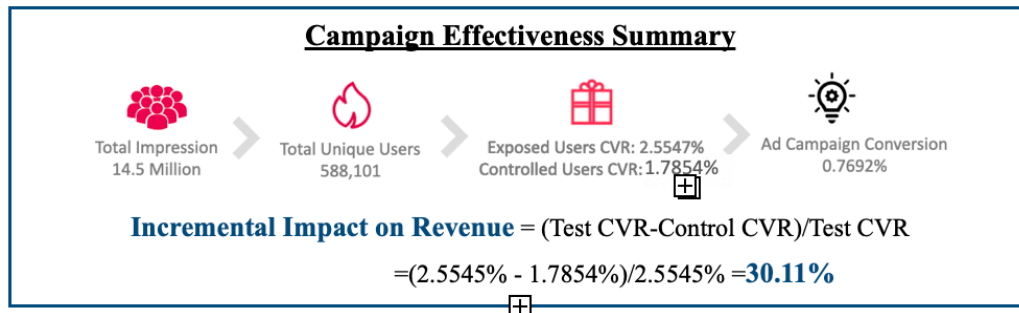 Campaign Effectiveness Summary
Total Impression
14.5 Million
Total Unique Users
588,101
Exposed Users CVR: 2.5547%
Controlled Users CVR: 1.7854%
Ad Campaign Conversion
0.7692%
Incremental Impact on Revenue = (Test CVR-Control CVR)/Test CVR
=(2.5545% - 1.7854%)/2.5545% =30.11%